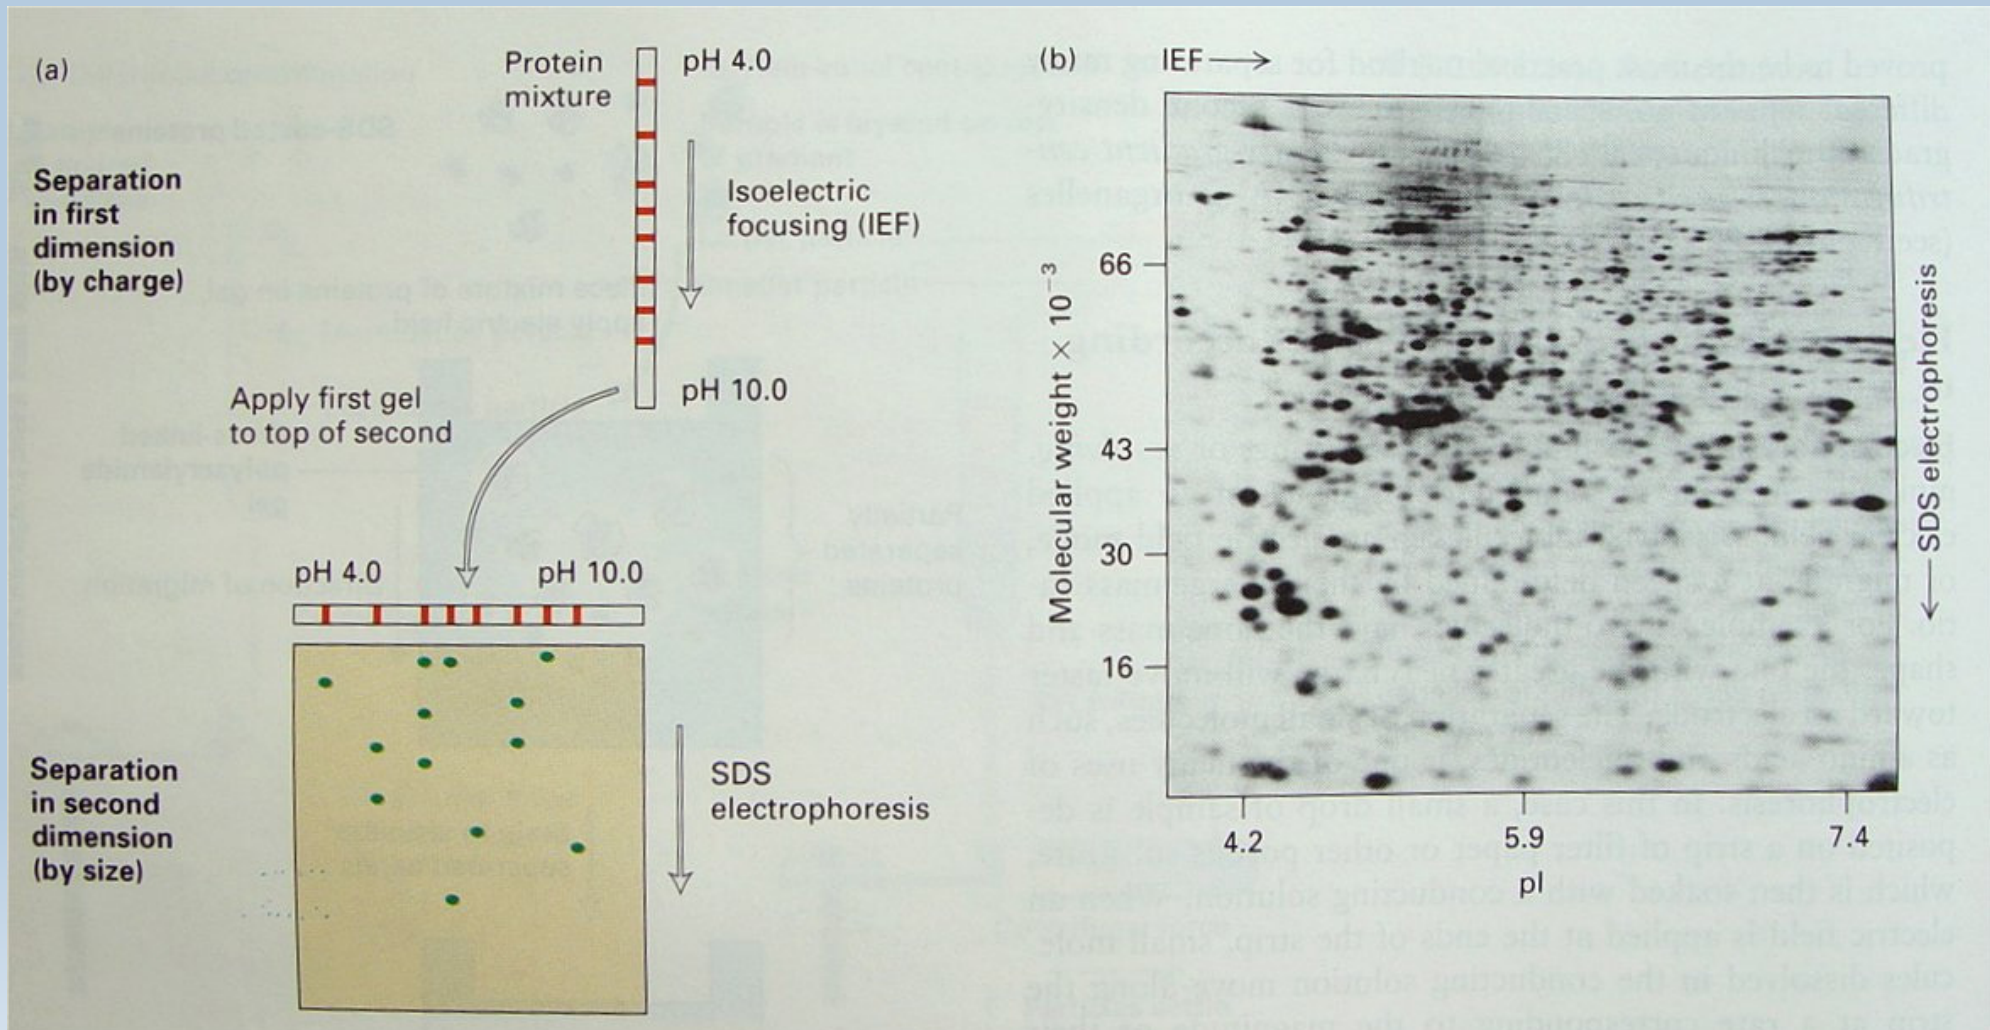 (a)
Protein
mixture
pH 4.0
Separation
in first
dimension
(by charge)
Isoelectric
focusing (IEF)
pH 10.0
Apply first gel
to top of second
pH 4.0
pH 10.0
Separation
in second
dimension
(by size)
SDS
electrophoresis
(b)
IEF
Molecular weight × 10⁻³
66
43
30
16
SDS electrophoresis
4.2
5.9
7.4
pI